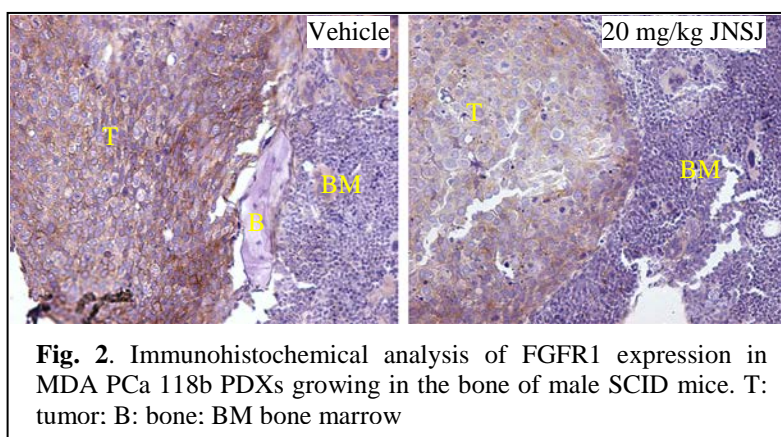 Vehicle
20 mg/kg JNSJ
T
BM
B
T
BM
Fig. 2. Immunohistochemical analysis of FGFR1 expression in
MDA PCa 118b PDXs growing in the bone of male SCID mice. T:
tumor; B: bone; BM bone marrow